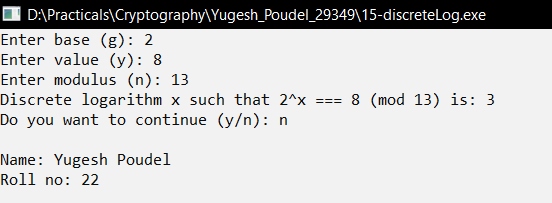 D:\Practicals\Cryptography\Yugesh_Poudel_29349\15-discreteLog.exe
Enter base (g): 2
Enter value (y): 8
Enter modulus (n): 13
Discrete logarithm x such that 2^x === 8 (mod 13) is: 3
Do you want to continue (y/n): n
Name: Yugesh Poudel
Roll no: 22